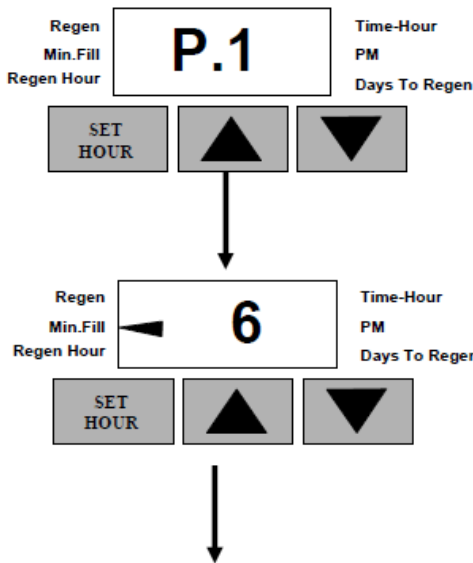 Regen
Min.Fill
Regen Hour
P.1
Time-Hour
PM
Days To Regen
SET
HOUR
Regen
Min.Fill
Regen Hour
6
Time-Hour
PM
Days To Regen
SET
HOUR